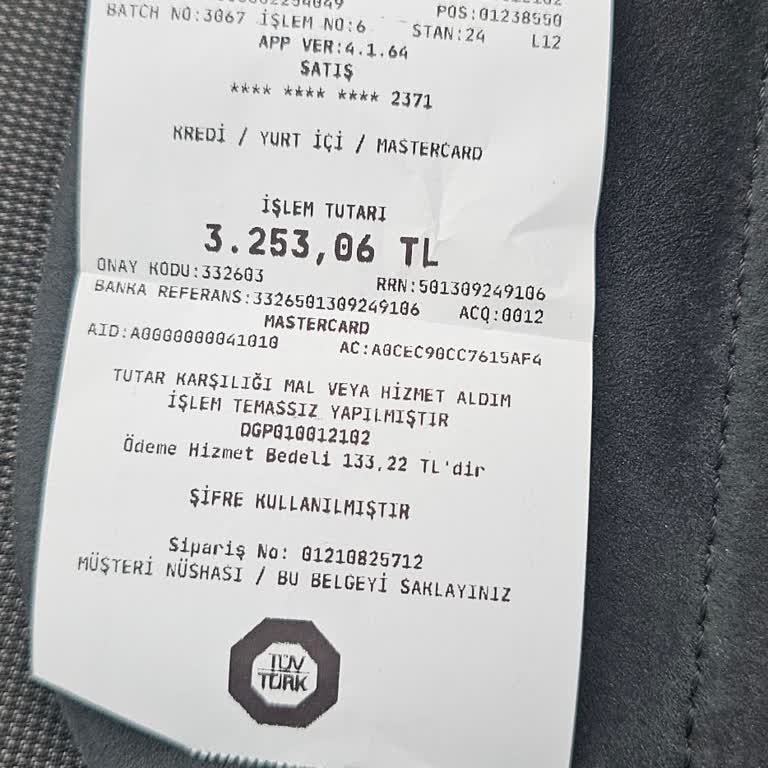 BATCH NO:3067 İŞLEM NO:6 STAN:24 L12
POS:01238550
APP VER:4.1.64
SATIŞ
**** **** **** 2371
KREDİ / YURT İÇİ / MASTERCARD
İŞLEM TUTARI
3.253,06 TL
ONAY KODU:332603 RRN:501309249106
BANKA REFERANS:3326501309249106 ACQ:0012
MASTERCARD
AID:A0000000041010 AC:A0CEC90CC7615AF4
TUTAR KARŞILIĞI MAL VEYA HİZMET ALDIM
İŞLEM TEMASSIZ YAPILMIŞTIR
DGP010012102
Ödeme Hizmet Bedeli 133,22 TL'dir
ŞİFRE KULLANILMIŞTIR
Sipariş No: 01210825712
MÜŞTERİ NÜSHASI / BU BELGEYİ SAKLAYINIZ
TÜV
TÜRK